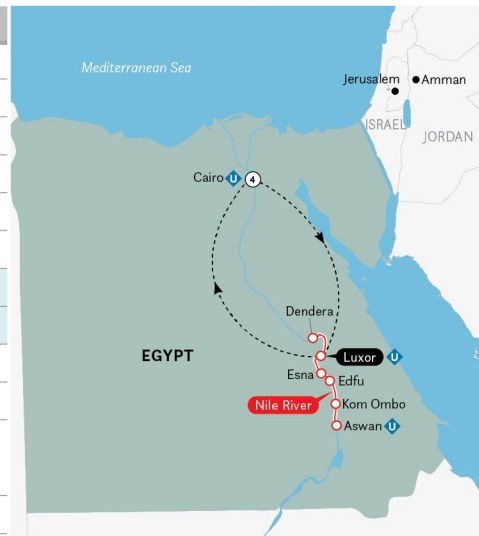 Mediterranean Sea
Jerusalem
Amman
ISRAEL
JORDAN
Cairo U 4
Dendera
EGYPT
Luxor U
Esna
Edfu
Nile River
Kom Ombo
Aswan U